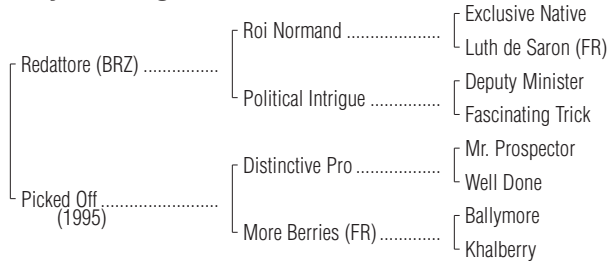 Exclusive Native
Roi Normand ....................
Luth de Saron (FR)
Redattore (BRZ) ................
Deputy Minister
Political Intrigue ...............
Fascinating Trick
Mr. Prospector
Distinctive Pro ..................
Well Done
Picked Off.........................
(1995)
Ballymore
More Berries (FR).............
Khalberry